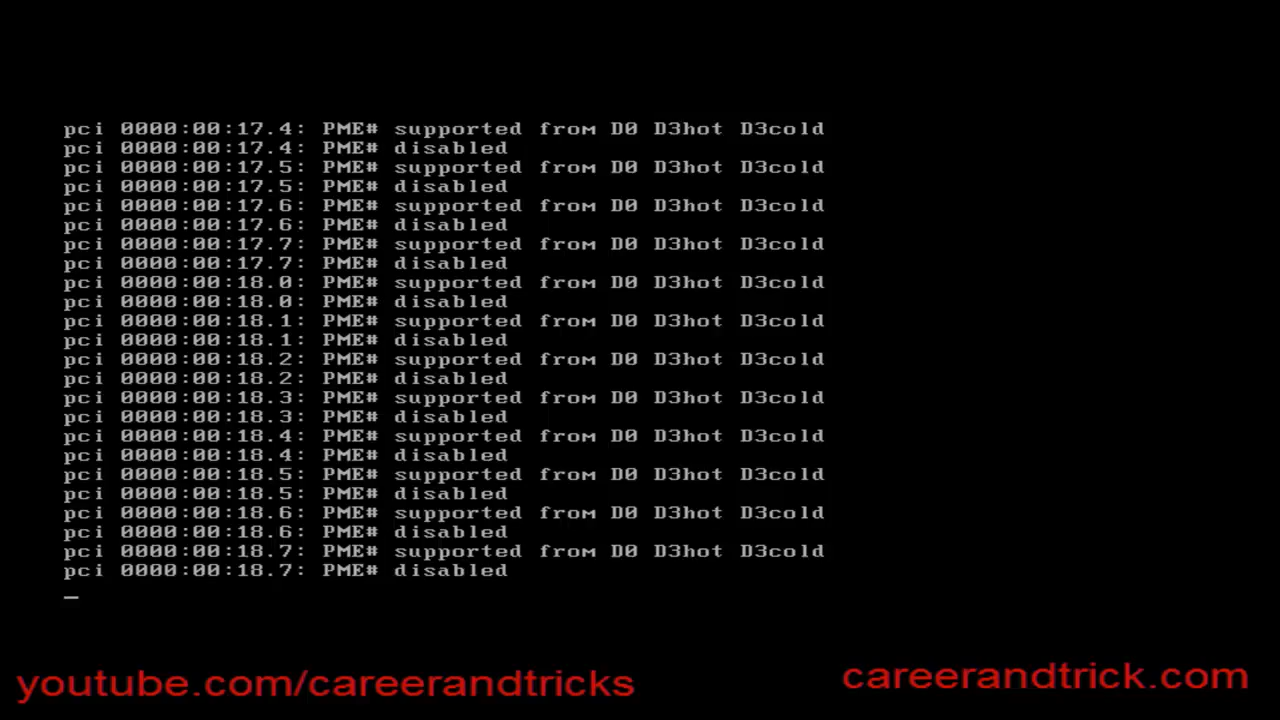 pci 0000:00:17.4: PME# supported from D0 D3hot D3cold
pci 0000:00:17.4: PME# disabled
pci 0000:00:17.5: PME# supported from D0 D3hot D3cold
pci 0000:00:17.5: PME# disabled
pci 0000:00:17.6: PME# supported from D0 D3hot D3cold
pci 0000:00:17.6: PME# disabled
pci 0000:00:17.7: PME# supported from D0 D3hot D3cold
pci 0000:00:17.7: PME# disabled
pci 0000:00:18.0: PME# supported from D0 D3hot D3cold
pci 0000:00:18.0: PME# disabled
pci 0000:00:18.1: PME# supported from D0 D3hot D3cold
pci 0000:00:18.1: PME# disabled
pci 0000:00:18.2: PME# supported from D0 D3hot D3cold
pci 0000:00:18.2: PME# disabled
pci 0000:00:18.3: PME# supported from D0 D3hot D3cold
pci 0000:00:18.3: PME# disabled
pci 0000:00:18.4: PME# supported from D0 D3hot D3cold
pci 0000:00:18.4: PME# disabled
pci 0000:00:18.5: PME# supported from D0 D3hot D3cold
pci 0000:00:18.5: PME# disabled
pci 0000:00:18.6: PME# supported from D0 D3hot D3cold
pci 0000:00:18.6: PME# disabled
pci 0000:00:18.7: PME# supported from D0 D3hot D3cold
pci 0000:00:18.7: PME# disabled
_
youtube.com/careerandtricks
careerandtrick.com